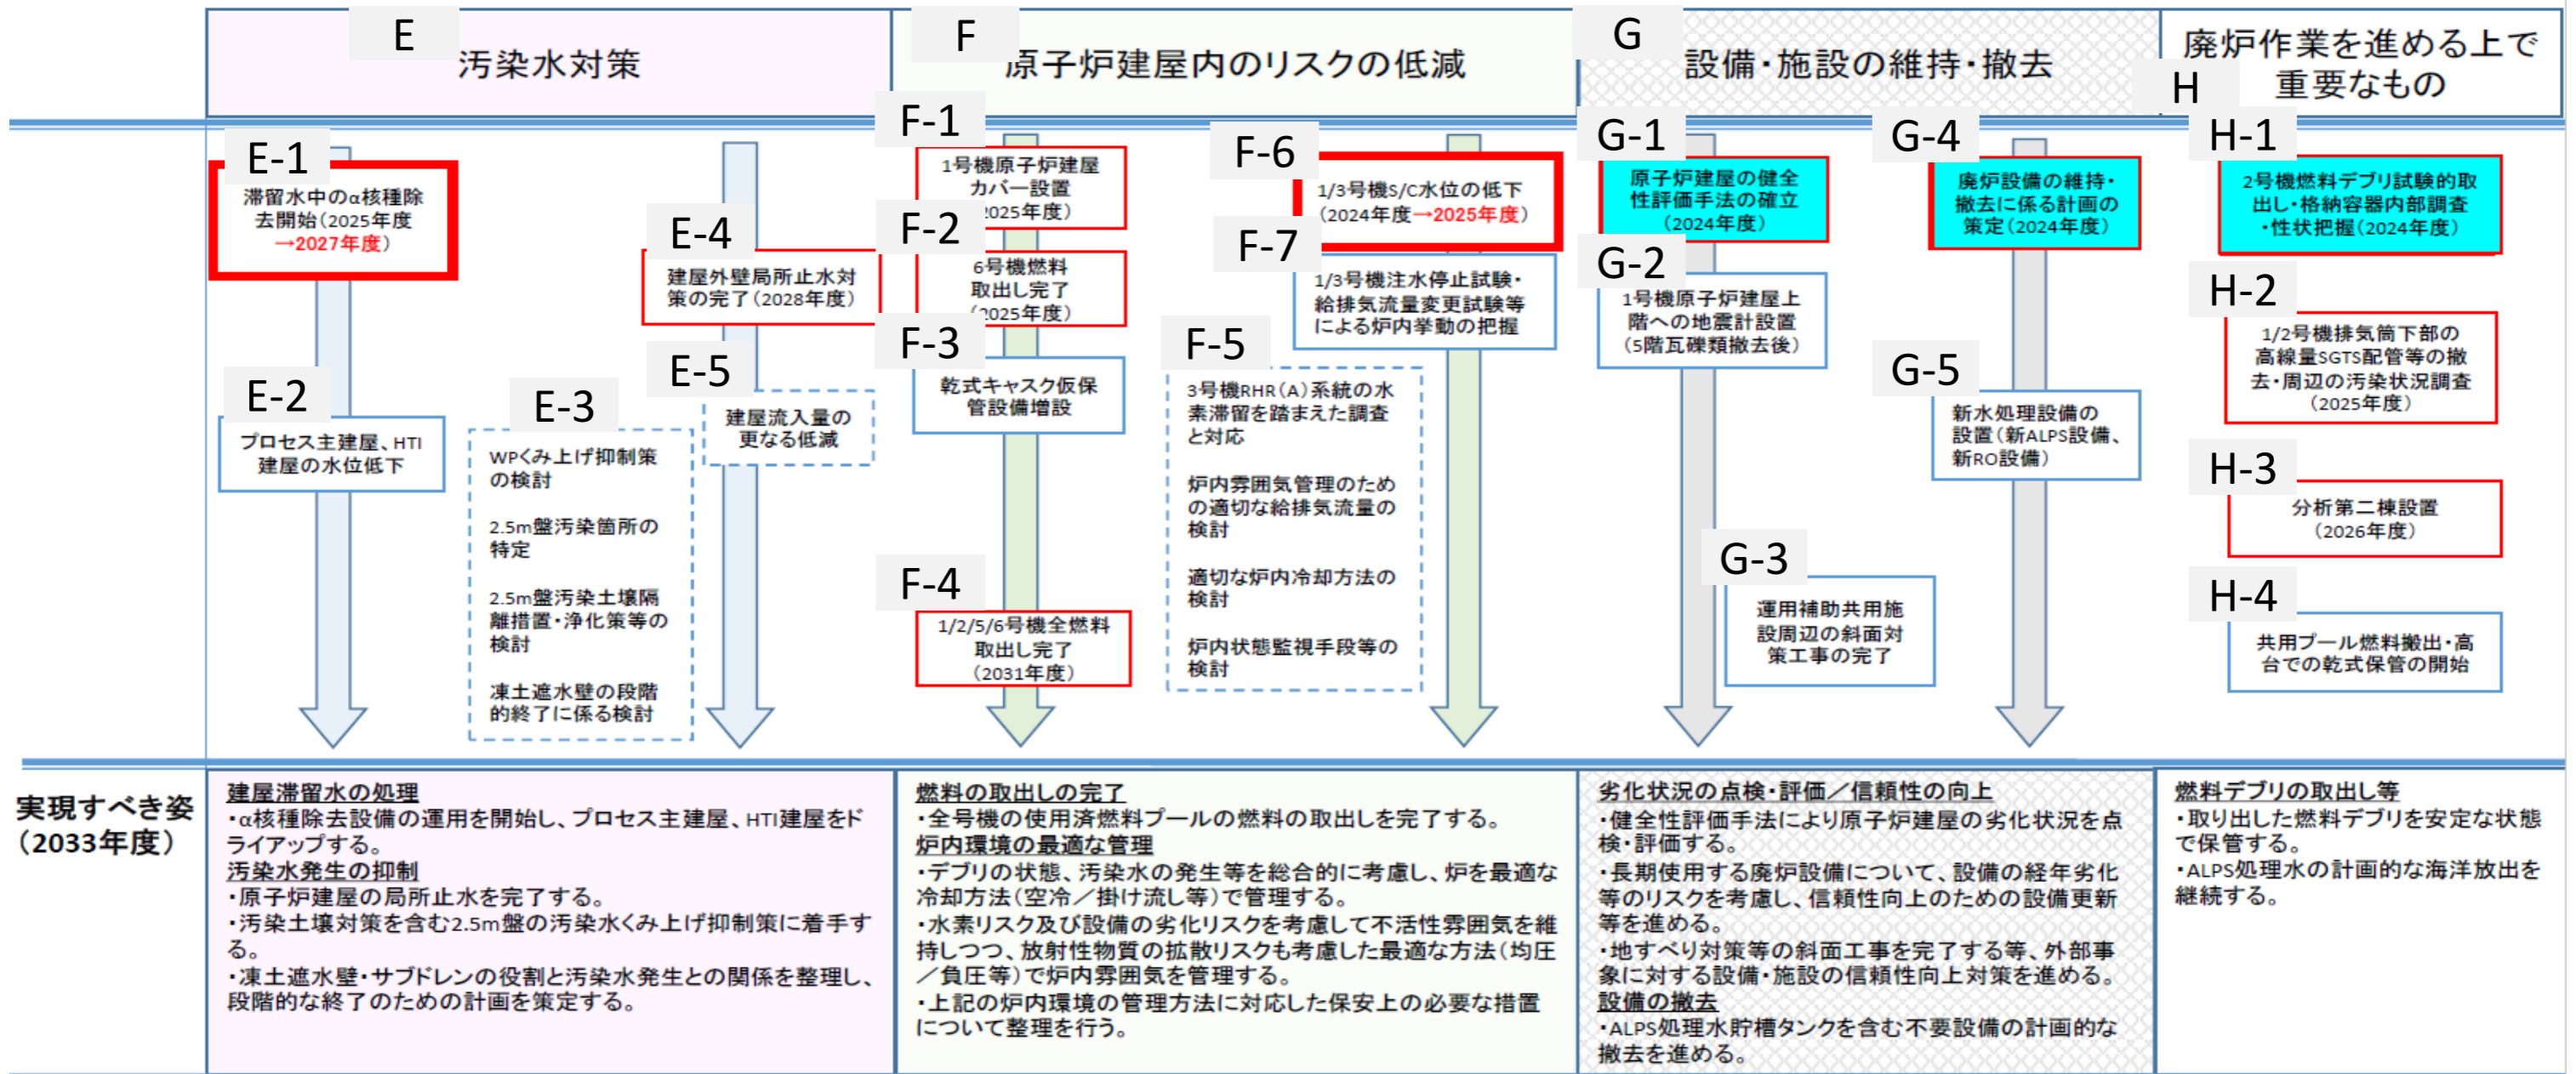 E
汚染水対策
F
原子炉建屋内のリスクの低減
G
設備・施設の維持・撤去
H
廃炉作業を進める上で
重要なもの
E-1
滞留水中のα核種除
去開始(2025年度
→2027年度)
E-2
プロセス主建屋、HTI
建屋の水位低下
E-3
WPくみ上げ抑制策
の検討
2.5m盤汚染箇所の
特定
2.5m盤汚染土壌隔
離措置・浄化策等の
検討
凍土遮水壁の段階
的終了に係る検討
E-4
建屋外壁局所止水対
策の完了(2028年度)
E-5
建屋流入量の
更なる低減
F-1
1号機原子炉建屋
カバー設置
2025年度)
F-2
6号機燃料
取出し完了
(2025年度)
F-3
乾式キャスク仮保
管設備増設
F-4
1/2/5/6号機全燃料
取出し完了
(2031年度)
F-5
3号機RHR(A)系統の水
素滞留を踏まえた調査
と対応
炉内雰囲気管理のため
の適切な給排気流量の
検討
適切な炉内冷却方法の
検討
炉内状態監視手段等の
検討
F-6
1/3号機S/C水位の低下
(2024年度→2025年度)
F-7
1/3号機注水停止試験・
給排気流量変更試験等
による炉内挙動の把握
G-1
原子炉建屋の健全
性評価手法の確立
(2024年度)
G-2
1号機原子炉建屋上
階への地震計設置
(5階瓦礫類撤去後)
G-3
運用補助共用施
設周辺の斜面対
策工事の完了
G-4
廃炉設備の維持・
撤去に係る計画の
策定(2024年度)
G-5
新水処理設備の
設置(新ALPS設備、
新RO設備)
H-1
2号機燃料デブリ試験的取
出し・格納容器内部調査
・性状把握(2024年度)
H-2
1/2号機排気筒下部の
高線量SGTS配管等の撤
去・周辺の汚染状況調査
(2025年度)
H-3
分析第二棟設置
(2026年度)
H-4
共用プール燃料搬出・高
台での乾式保管の開始
実現すべき姿
(2033年度)
建屋滞留水の処理
・α核種除去設備の運用を開始し、プロセス主建屋、HTI建屋をド
ライアップする。
汚染水発生の抑制
・原子炉建屋の局所止水を完了する。
・汚染土壌対策を含む2.5m盤の汚染水くみ上げ抑制策に着手す
る。
・凍土遮水壁・サブドレンの役割と汚染水発生との関係を整理し、
段階的な終了のための計画を策定する。
燃料の取出しの完了
・全号機の使用済燃料プールの燃料の取出しを完了する。
炉内環境の最適な管理
・デブリの状態、汚染水の発生等を総合的に考慮し、炉を最適な
冷却方法(空冷/掛け流し等)で管理する。
・水素リスク及び設備の劣化リスクを考慮して不活性雰囲気を維
持しつつ、放射性物質の拡散リスクも考慮した最適な方法(均圧
/負圧等)で炉内雰囲気を管理する。
・上記の炉内環境の管理方法に対応した保安上の必要な措置
について整理を行う。
劣化状況の点検・評価/信頼性の向上
・健全性評価手法により原子炉建屋の劣化状況を点
検・評価する。
・長期使用する廃炉設備について、設備の経年劣化
等のリスクを考慮し、信頼性向上のための設備更新
等を進める。
・地すべり対策等の斜面工事を完了する等、外部事
象に対する設備・施設の信頼性向上対策を進める。
設備の撤去
・ALPS処理水貯槽タンクを含む不要設備の計画的な
撤去を進める。
燃料デブリの取出し等
・取り出した燃料デブリを安定な状態
で保管する。
・ALPS処理水の計画的な海洋放出を
継続する。